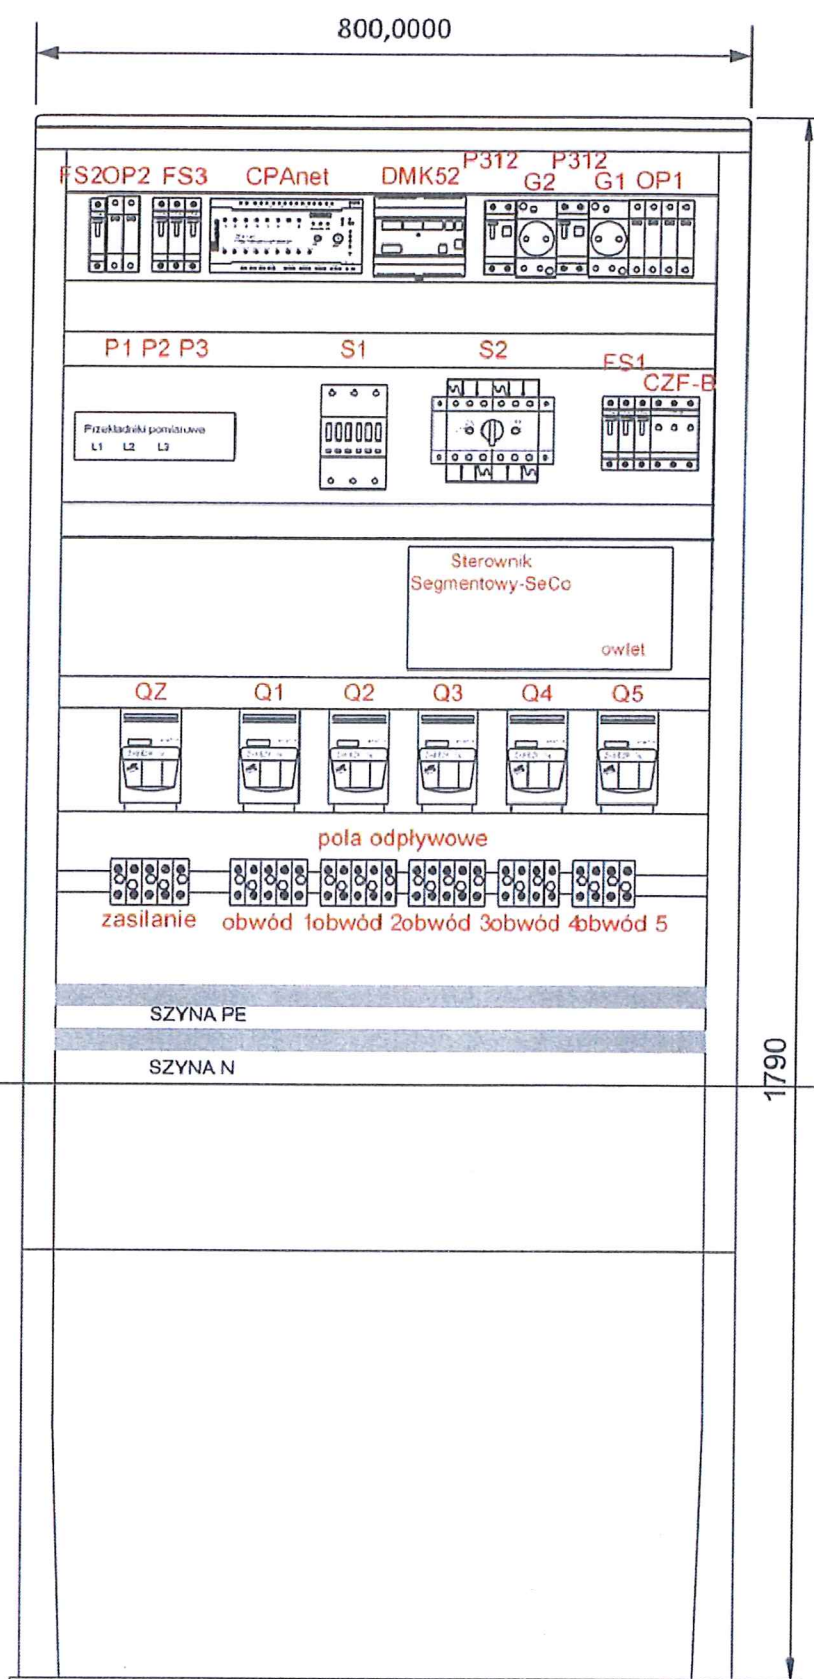 800,0000
P312 P312
FS2OP2 FS3 CPAnet DMK52 G2 G1 OP1
P1 P2 P3 S1 S2
FS1
CZF-B
Przekładniki pomiarowe
L1 L2 L3
Sterownik
Segmentowy-SeCo
owlet
QZ Q1 Q2 Q3 Q4 Q5
pola odpływowe
zasilanie obwód 1obwód 2obwód 3obwód 4obwód 5
SZYNA PE
SZYNA N
1790